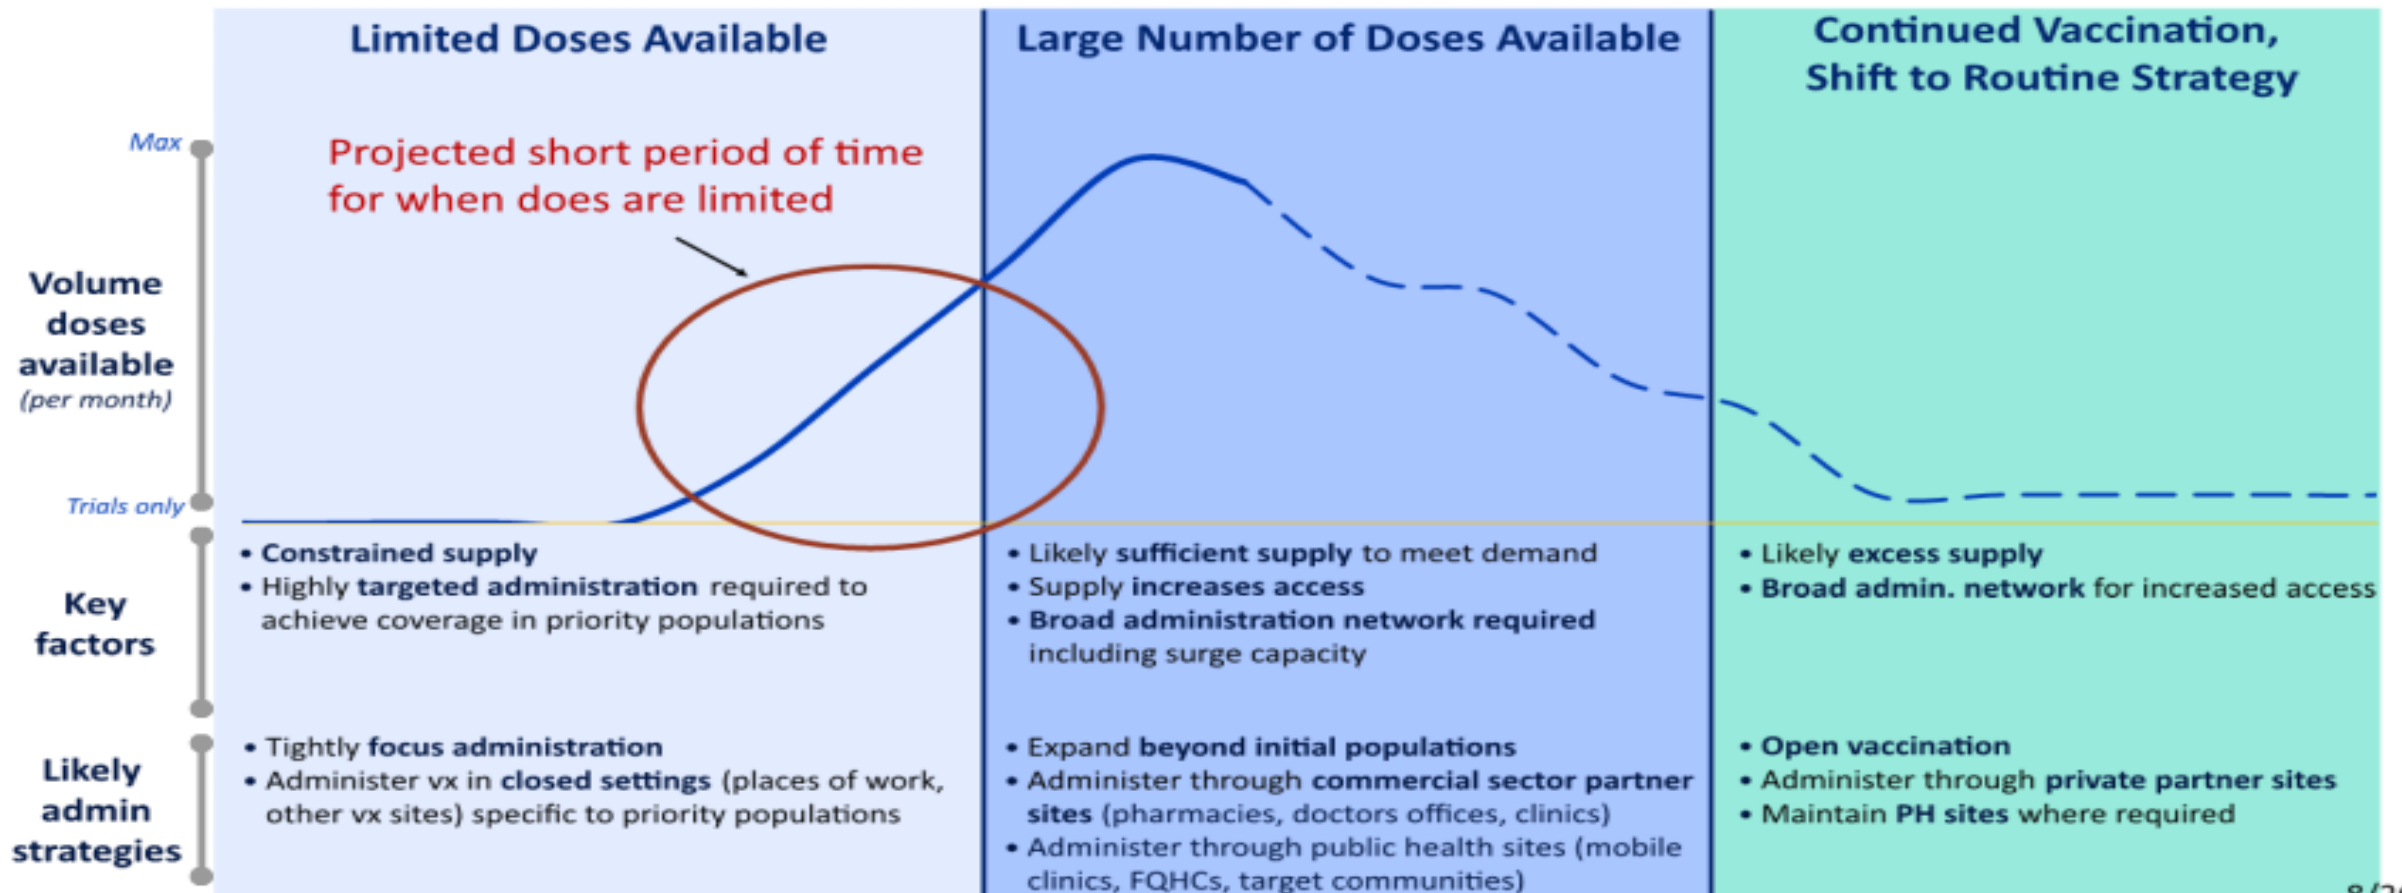 Limited Doses Available
Large Number of Doses Available
Continued Vaccination,
Shift to Routine Strategy
Max
Projected short period of time
for when does are limited
Volume
doses
available
(per month)
Trials only
Key
factors
• Constrained supply
• Highly targeted administration required to
achieve coverage in priority populations
• Likely sufficient supply to meet demand
• Supply increases access
• Broad administration network required
including surge capacity
• Likely excess supply
• Broad admin. network for increased access
Likely
admin
strategies
• Tightly focus administration
• Administer vx in closed settings (places of work,
other vx sites) specific to priority populations
• Expand beyond initial populations
• Administer through commercial sector partner
sites (pharmacies, doctors offices, clinics)
• Administer through public health sites (mobile
clinics, FQHCs, target communities)
• Open vaccination
• Administer through private partner sites
• Maintain PH sites where required